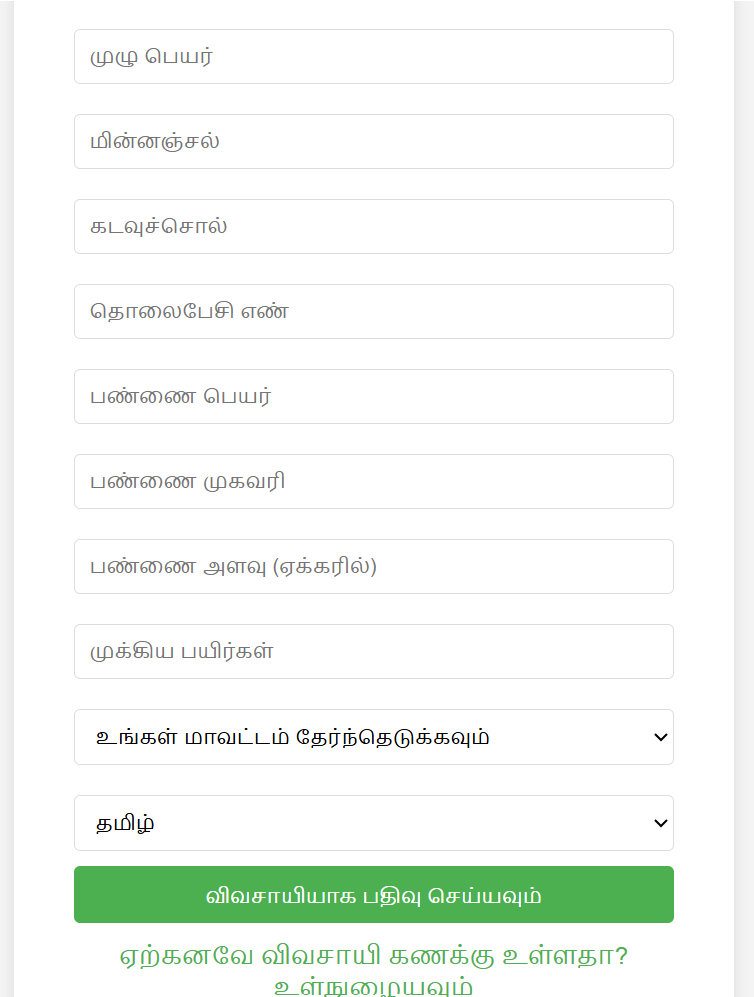 முழு பெயர்
மின்னஞ்சல்
கடவுச்சொல்
தொலைபேசி எண்
பண்ணை பெயர்
பண்ணை முகவரி
பண்ணை அளவு (ஏக்கரில்)
முக்கிய பயிர்கள்
உங்கள் மாவட்டம் தேர்ந்தெடுக்கவும்
தமிழ்
விவசாயியாக பதிவு செய்யவும்
ஏற்கனவே விவசாயி கணக்கு உள்ளதா?
உள்நுழையவும்